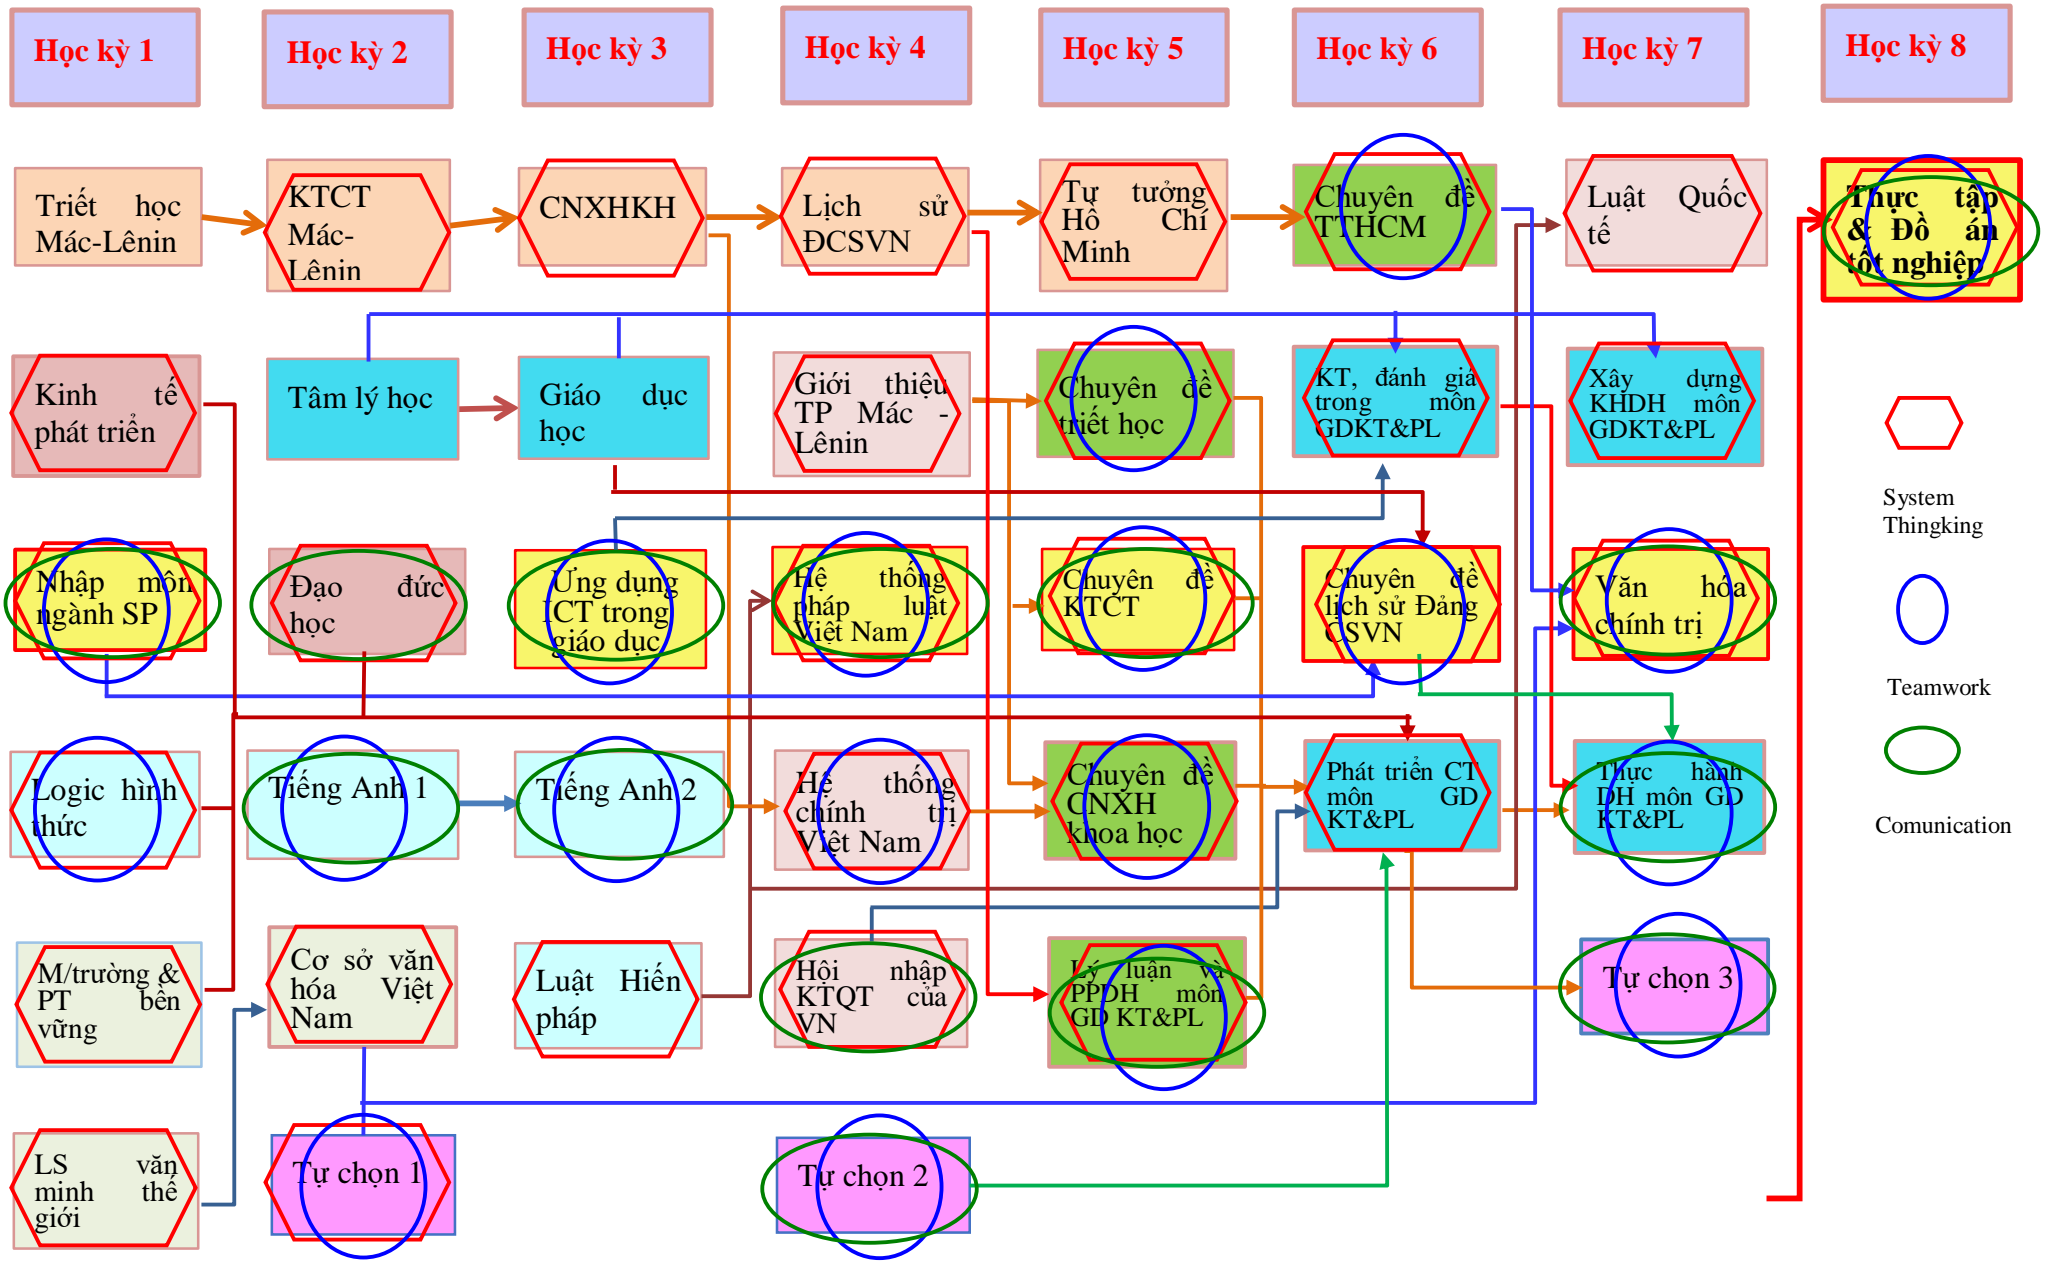 Học kỳ 1
Học kỳ 2
Học kỳ 3
Học kỳ 4
Học kỳ 5
Học kỳ 6
Học kỳ 7
Học kỳ 8
Triết học
Mác-Lênin
KTCT
Mác-
Lênin
CNXHKH
Lịch sử
ĐCSVN
Tư tưởng
Hồ Chí
Minh
Chuyên đề
TTHCM
Luật Quốc
tế
Thực tập
& Đồ án
tốt nghiệp
Kinh tế
phát triển
Tâm lý học
Giáo dục
học
Giới thiệu
TP Mác -
Lênin
Chuyên đề
triết học
KT, đánh giá
trong môn
GDKT&PL
Xây dựng
KHDH môn
GDKT&PL
System
Thingking
Nhập môn
ngành SP
Đạo đức
học
Ứng dụng
ICT trong
giáo dục
Hệ thống
pháp luật
Việt Nam
Chuyên đề
KTCT
Chuyên đề
lịch sử Đảng
CSVN
Văn hóa
chính trị
Teamwork
Logic hình
thức
Tiếng Anh 1
Tiếng Anh 2
Hệ thống
chính trị
Việt Nam
Chuyên đề
CNXH
khoa học
Phát triển CT
môn GD
KT&PL
Thực hành
DH môn GD
KT&PL
Comunication
M/trường &
PT bền
vững
Cơ sở văn
hóa Việt
Nam
Luật Hiến
pháp
Hội nhập
KTQT của
VN
Lý luận và
PPDH môn
GD KT&PL
Tự chọn 3
LS văn
minh thế
giới
Tự chọn 1
Tự chọn 2